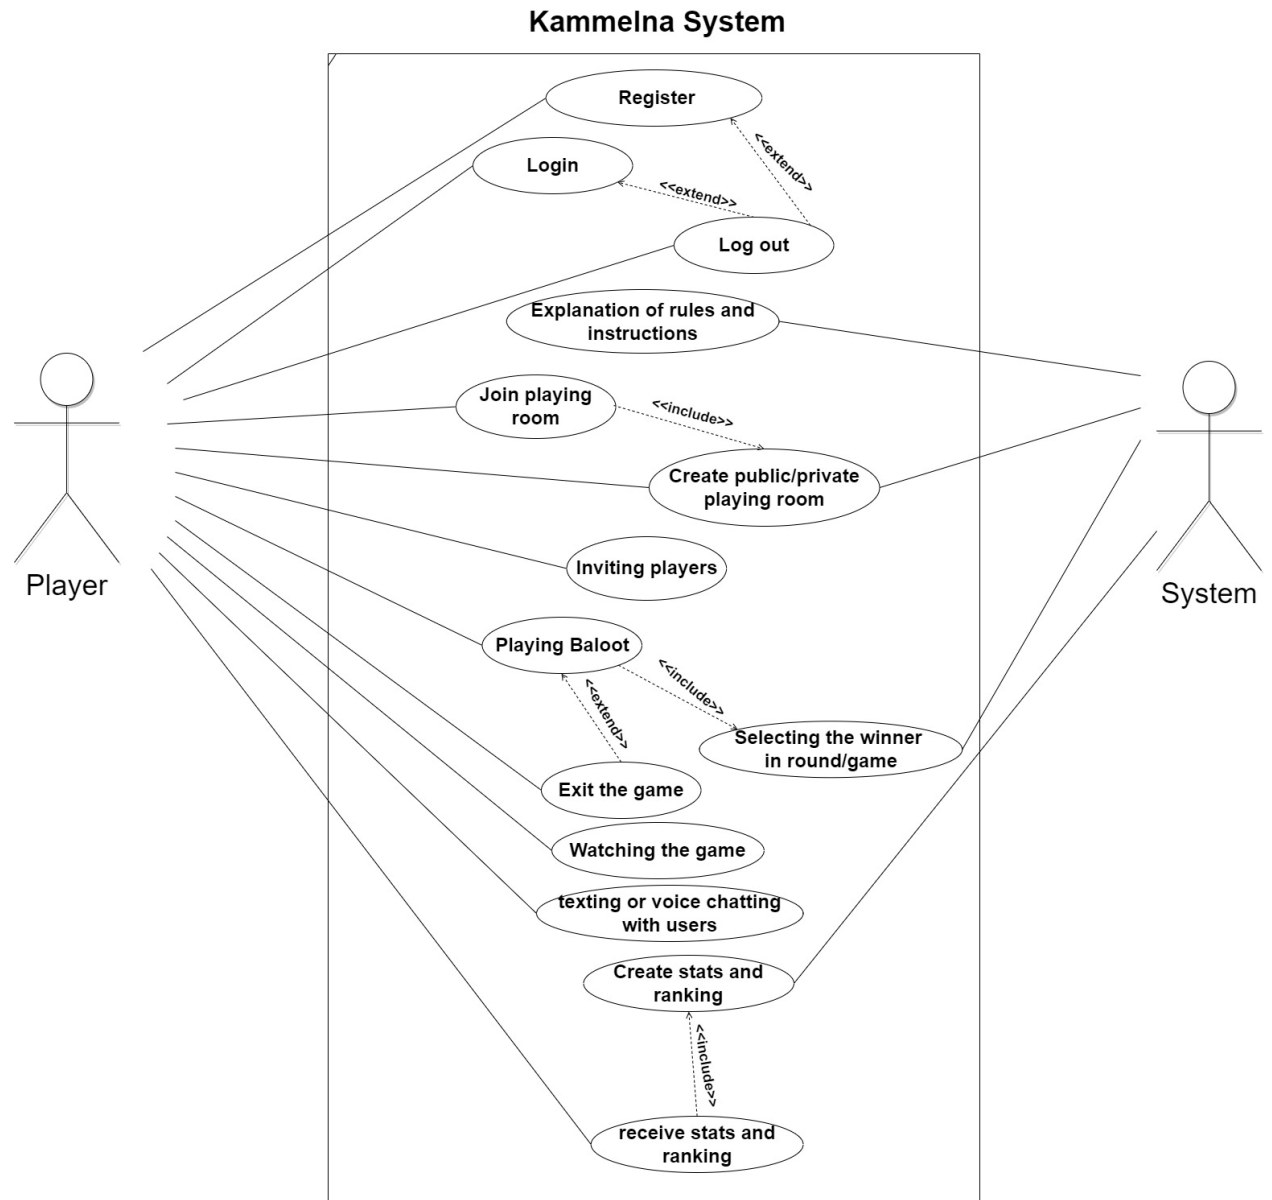 Kammelna System
Register
<<extend>>
Login
<<extend>>
Log out
Explanation of rules and
instructions
Join playing
room
<<include>>
Create public/private
playing room
Player
System
Inviting players
Playing Baloot
<<include>>
<<extend>>
Selecting the winner
in round/game
Exit the game
Watching the game
texting or voice chatting
with users
Create stats and
ranking
<<include>>
receive stats and
ranking